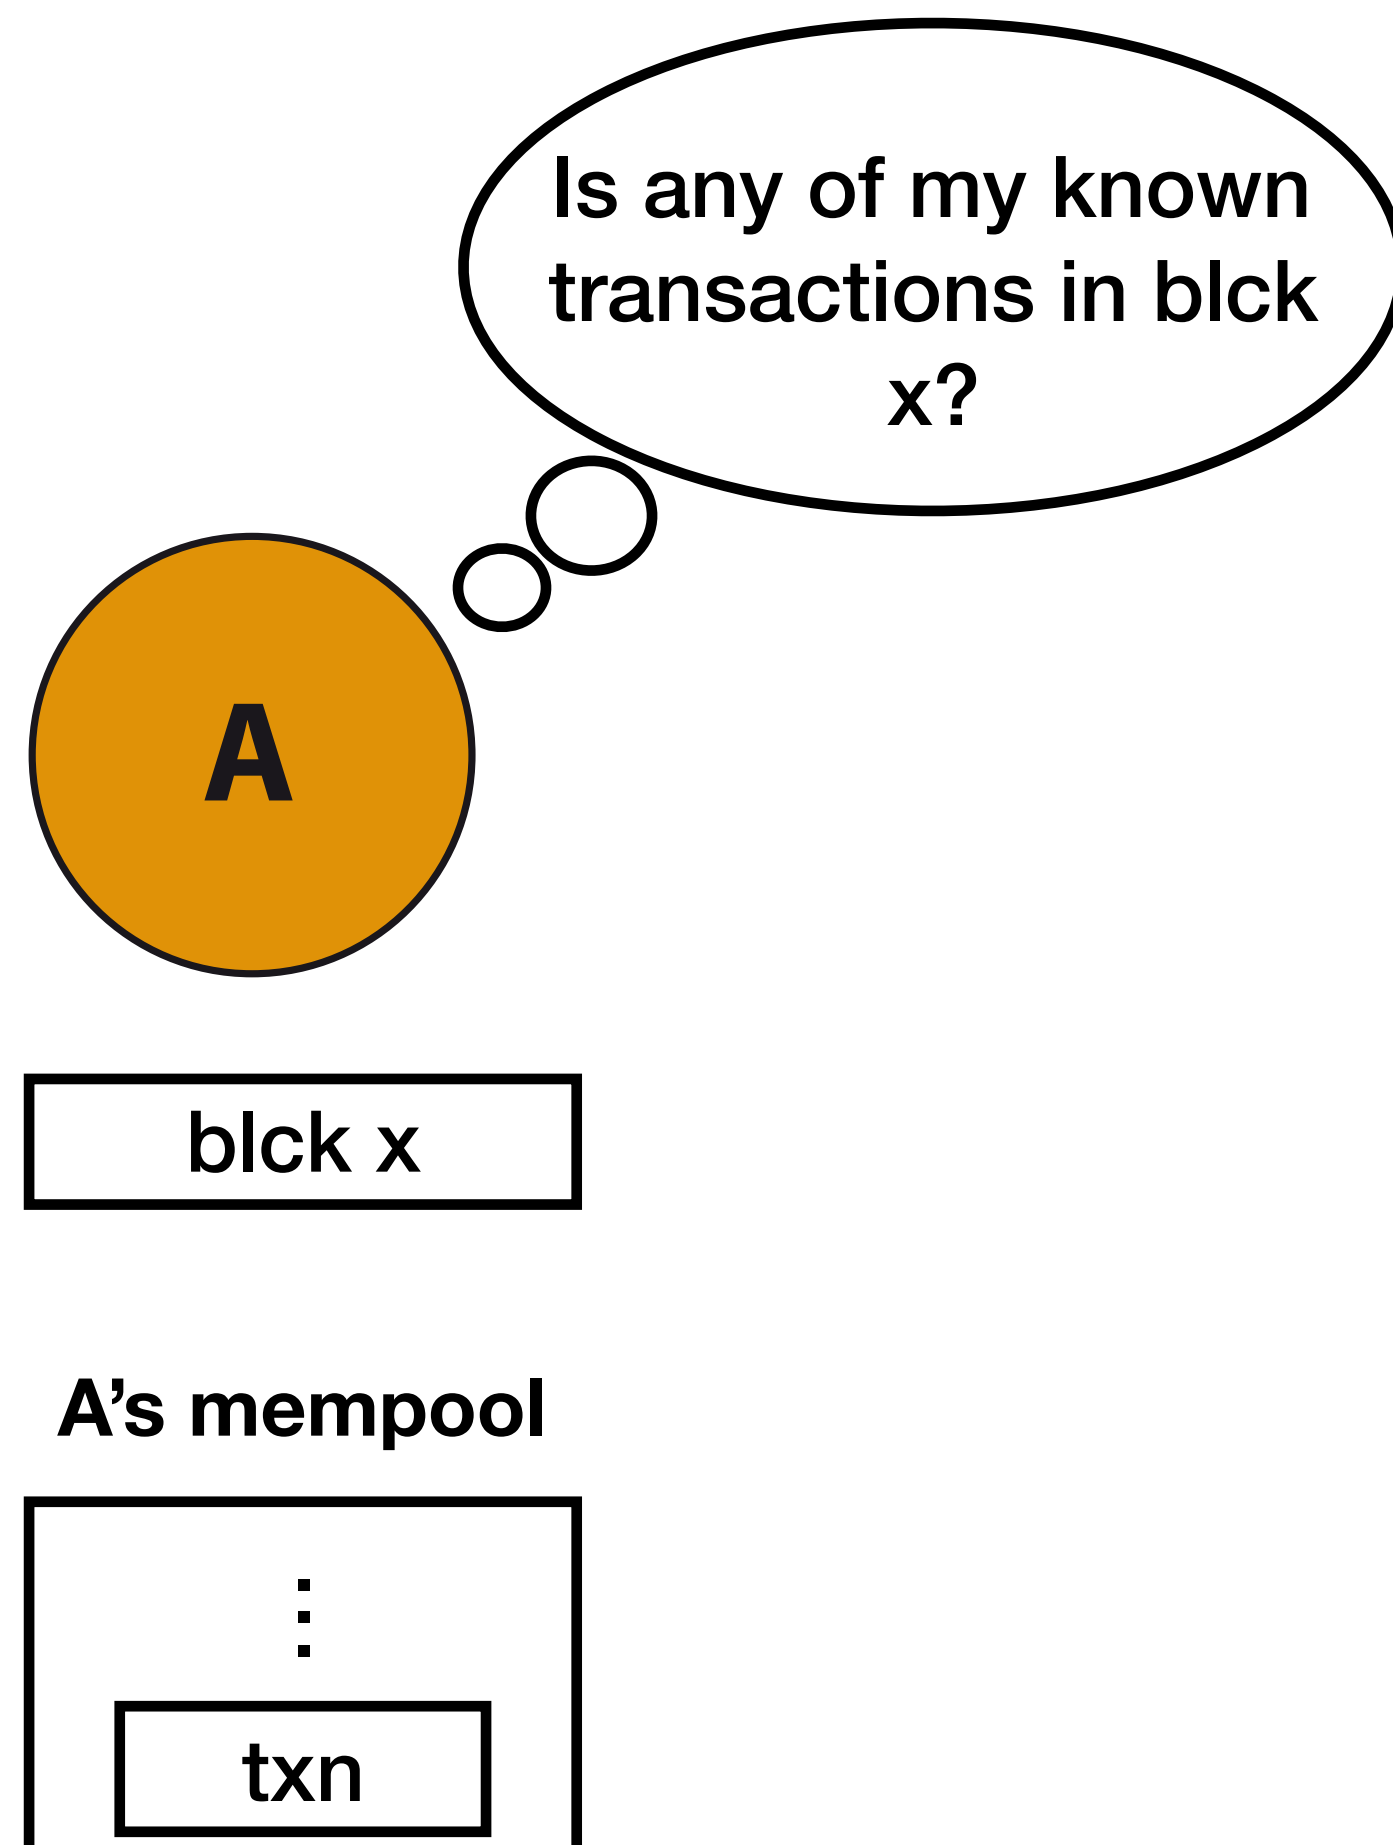 Is any of my known
transactions in blck
x?
A
blck x
A’s mempool
txn